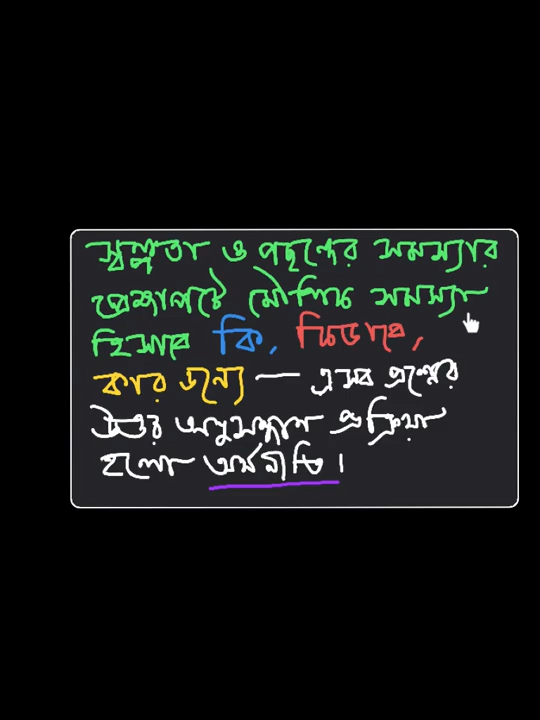 স্বল্পতা ও পছন্দের সমস্যার
প্রেক্ষাপটে মৌলিক সমস্যা
হিসাবে কি, কিভাবে,
কার জন্যে — এসব প্রশ্নের
উত্তর অনুসন্ধান প্রক্রিয়া
হলো অর্থনীতি।